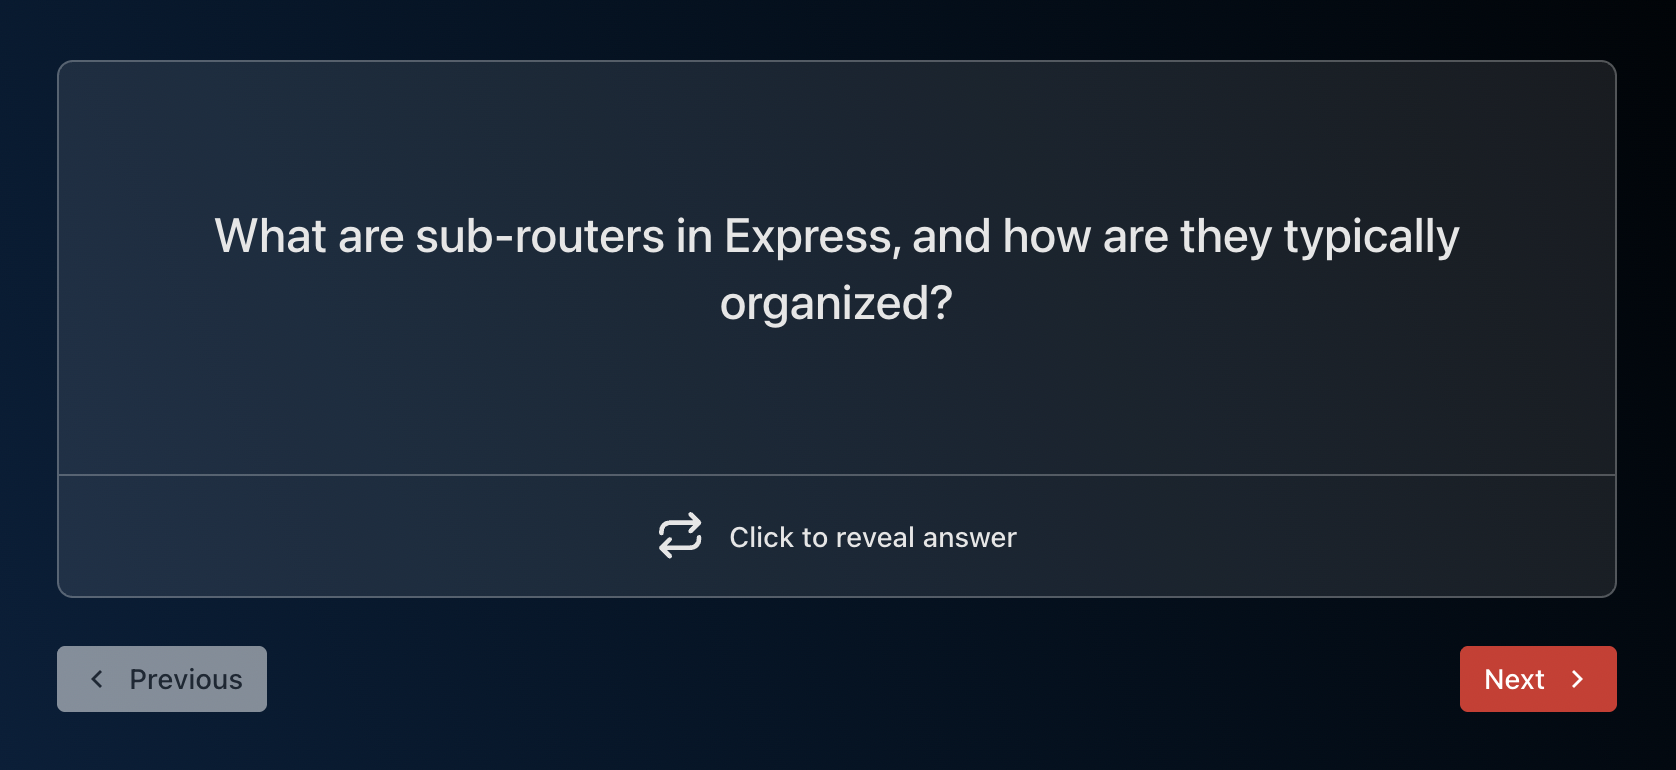 What are sub-routers in Express, and how are they typically
organized?
Click to reveal answer
Previous
Next